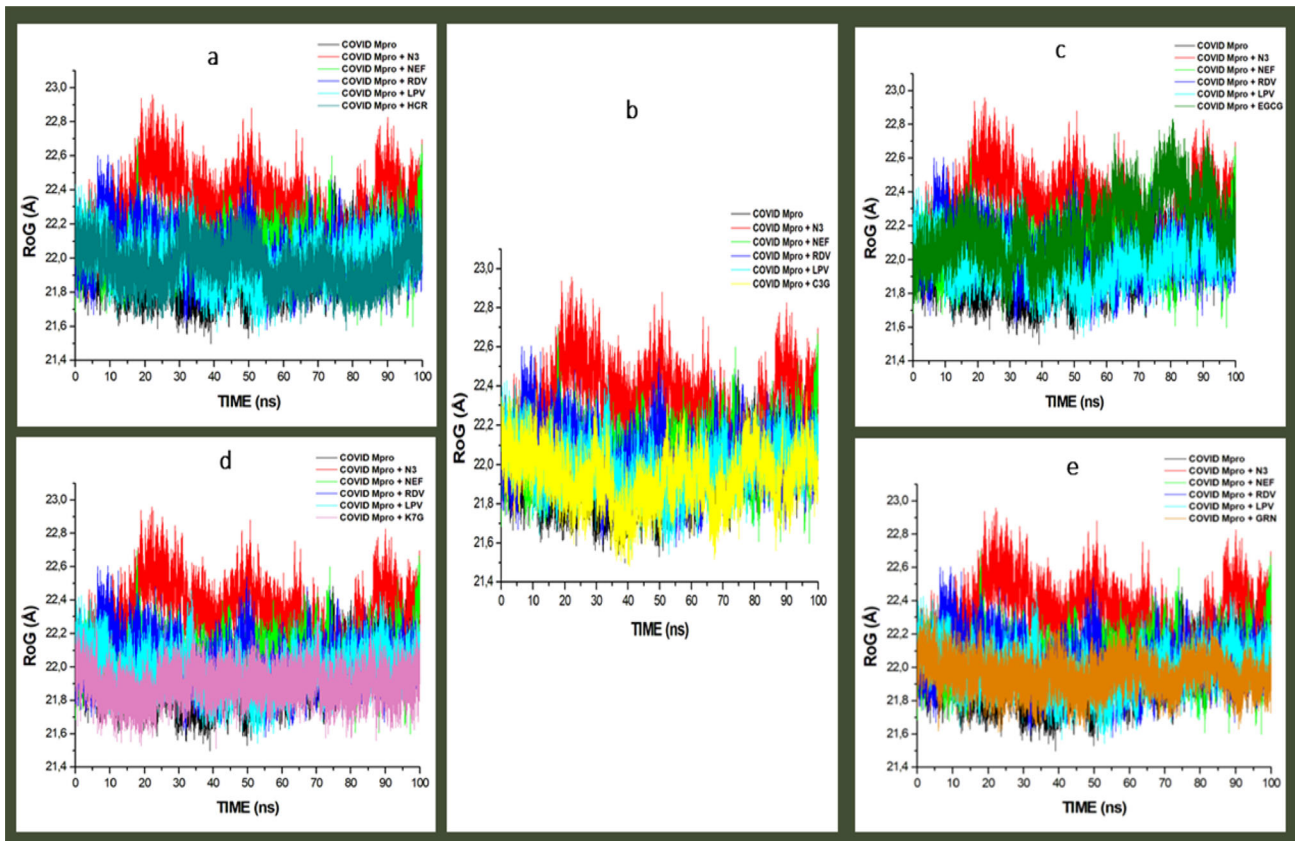 a
COVID Mpro
COVID Mpro + N3
COVID Mpro + NEF
COVID Mpro + RDV
COVID Mpro + LPV
COVID Mpro + HCR
RoG (Å)
23,0
22,8
22,6
22,4
22,2
22,0
21,8
21,6
21,4
0 10 20 30 40 50 60 70 80 90 100
TIME (ns)
b
COVID Mpro
COVID Mpro + N3
COVID Mpro + NEF
COVID Mpro + RDV
COVID Mpro + LPV
COVID Mpro + C3G
RoG (Å)
23,0
22,8
22,6
22,4
22,2
22,0
21,8
21,6
21,4
0 10 20 30 40 50 60 70 80 90 100
TIME (ns)
c
COVID Mpro
COVID Mpro + N3
COVID Mpro + NEF
COVID Mpro + RDV
COVID Mpro + LPV
COVID Mpro + EGCG
RoG (Å)
23,0
22,8
22,6
22,4
22,2
22,0
21,8
21,6
21,4
0 10 20 30 40 50 60 70 80 90 100
TIME (ns)
d
COVID Mpro
COVID Mpro + N3
COVID Mpro + NEF
COVID Mpro + RDV
COVID Mpro + LPV
COVID Mpro + K7G
RoG (Å)
23,0
22,8
22,6
22,4
22,2
22,0
21,8
21,6
21,4
0 10 20 30 40 50 60 70 80 90 100
TIME (ns)
e
COVID Mpro
COVID Mpro + N3
COVID Mpro + NEF
COVID Mpro + RDV
COVID Mpro + LPV
COVID Mpro + GRN
RoG (Å)
23,0
22,8
22,6
22,4
22,2
22,0
21,8
21,6
21,4
0 10 20 30 40 50 60 70 80 90 100
TIME (ns)